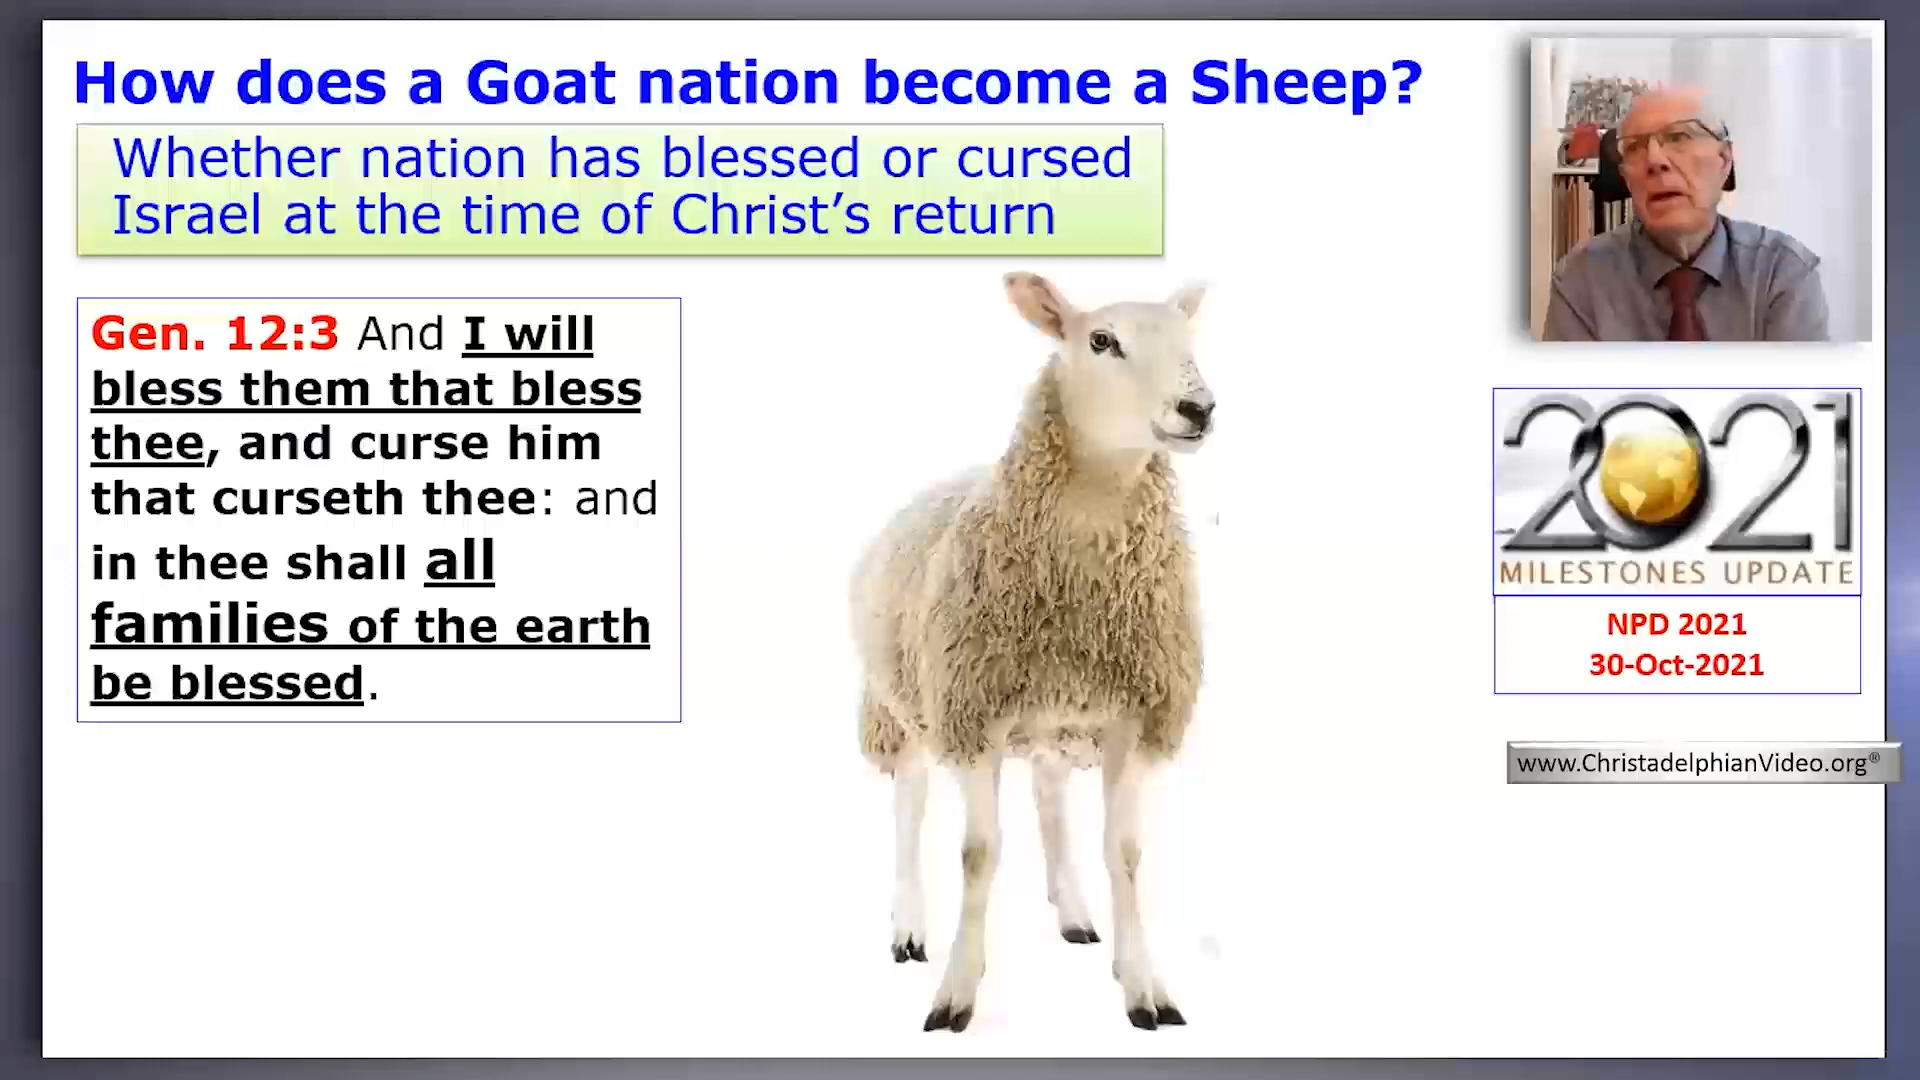 How does a Goat nation become a Sheep?
Whether nation has blessed or cursed
Israel at the time of Christ’s return
Gen. 12:3 And I will
bless them that bless
thee, and curse him
that curseth thee: and
in thee shall all
families of the earth
be blessed.
2021
MILESTONES UPDATE
NPD 2021
30-Oct-2021
www.ChristadelphianVideo.org®